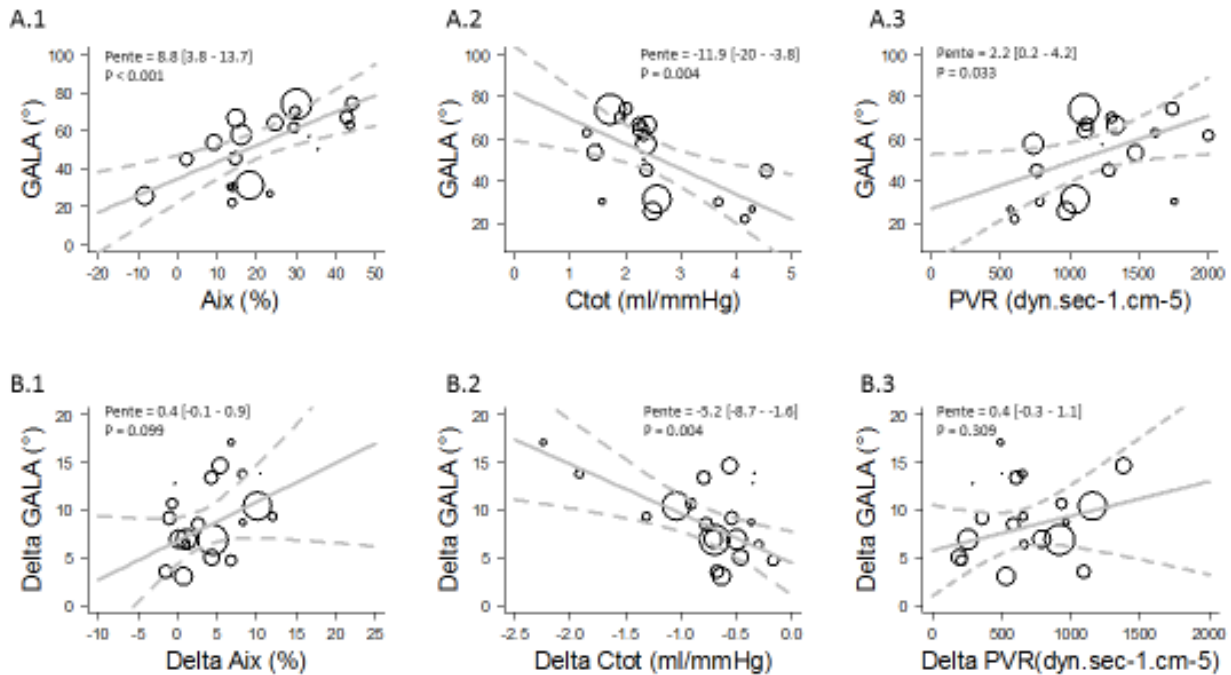 A.1
Pente = 8.8 [3.8 - 13.7]
P < 0.001
100
80
60
40
20
0
GALA (°)
-20 -10 0 10 20 30 40 50
Aix (%)
A.2
Pente = -11.9 [-20 - -3.8]
P = 0.004
100
80
60
40
20
GALA (°)
0 1 2 3 4 5
Ctot (ml/mmHg)
A.3
Pente = 2.2 [0.2 - 4.2]
P = 0.033
100
80
60
40
20
GALA (°)
0 500 1000 1500 2000
PVR (dyn.sec-1.cm-5)
B.1
Pente = 0.4 [-0.1 - 0.9]
P = 0.099
20
15
10
5
0
Delta GALA (°)
-10 -5 0 5 10 15 20 25
Delta Aix (%)
B.2
Pente = -5.2 [-8.7 - -1.6]
P = 0.004
20
15
10
5
0
Delta GALA (°)
-2.5 -2.0 -1.5 -1.0 -0.5 0.0
Delta Ctot (ml/mmHg)
B.3
Pente = 0.4 [-0.3 - 1.1]
P = 0.309
20
15
10
5
0
Delta GALA (°)
0 500 1000 1500 2000
Delta PVR(dyn.sec-1.cm-5)